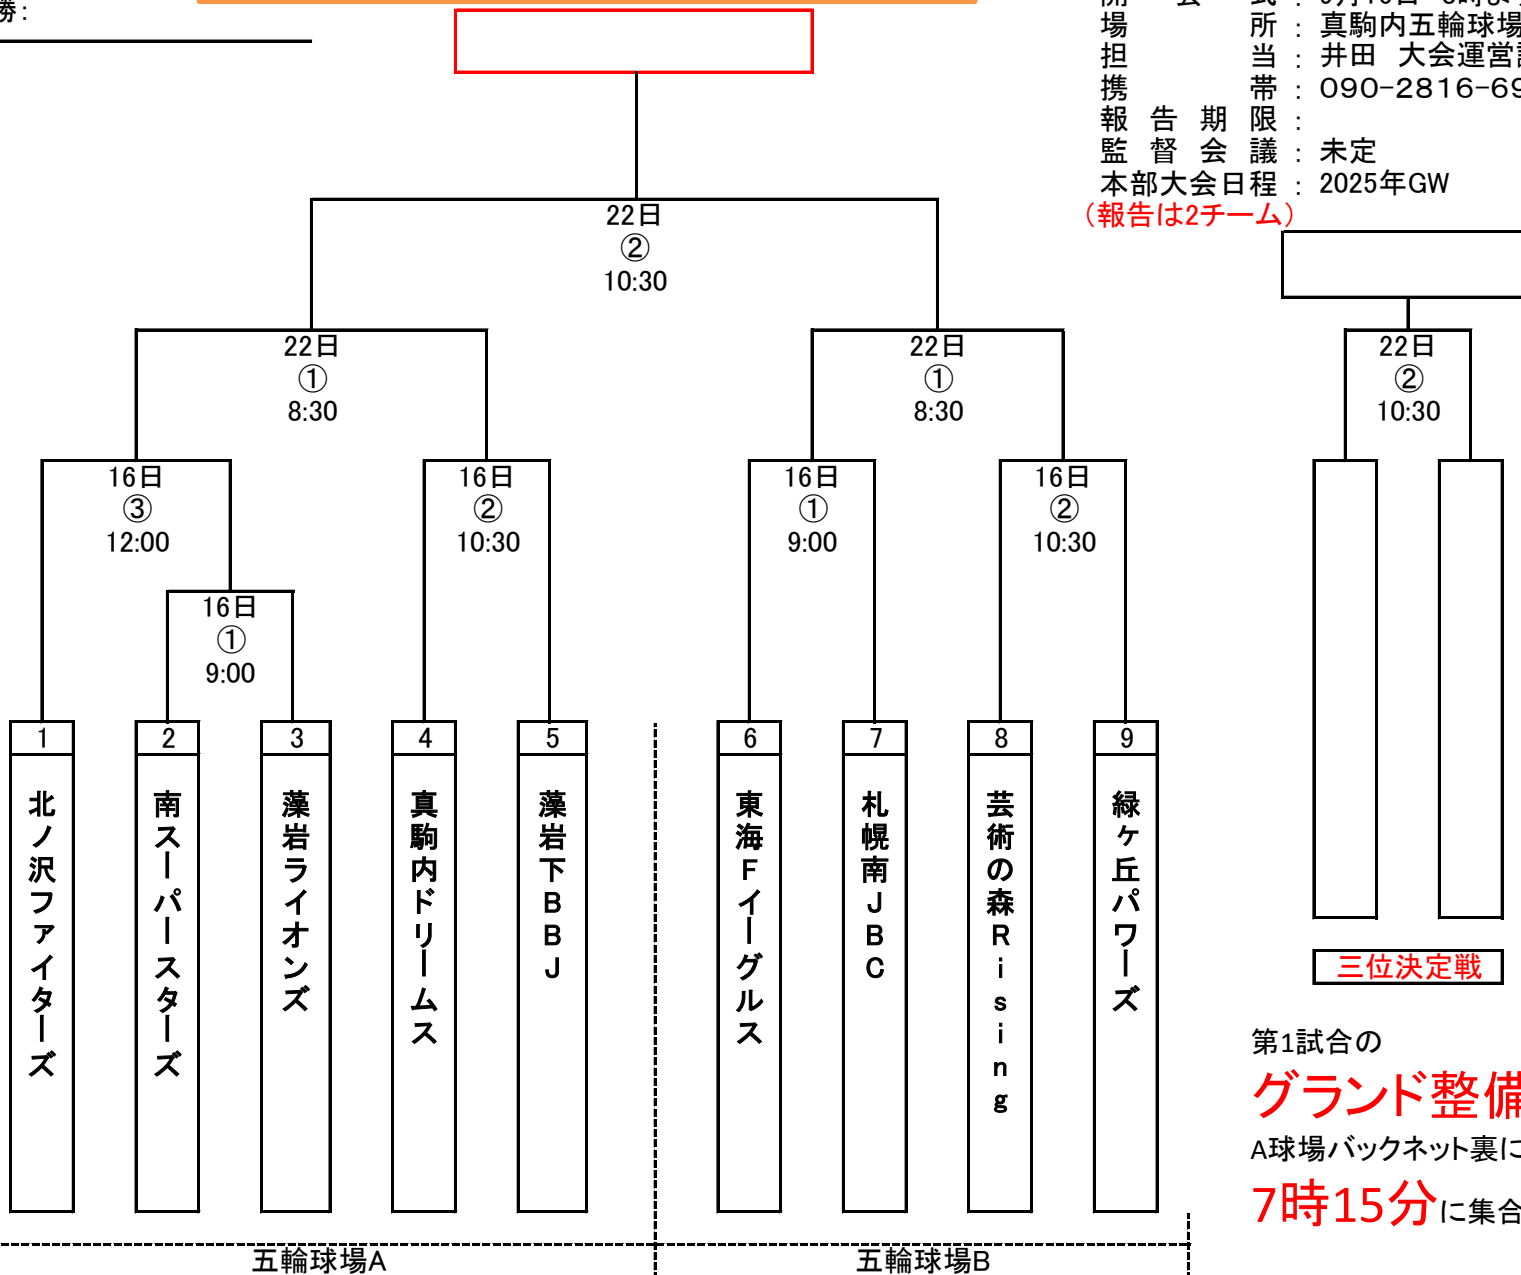 勝：
場所：真駒内五輪球場
担当：井田 大会運営
携帯：090-2816-69
報告期限：
監督会議：未定
本部大会日程：2025年GW
（報告は2チーム）
22日
②
10:30
22日
①
8:30
22日
①
8:30
22日
②
10:30
16日
③
12:00
16日
②
10:30
16日
①
9:00
16日
②
10:30
16日
①
9:00
1
2
3
4
5
6
7
8
9
北ノ沢ファイターズ
南スーパースターズ
藻岩ライオンズ
真駒内ドリームス
藻岩下BBJ
東海Fイーグルス
札幌南JBC
芸術の森Rising
緑ヶ丘パワーズ
三位決定戦
第1試合の
グランド整備
A球場バックネット裏に
7時15分に集合
五輪球場A
五輪球場B